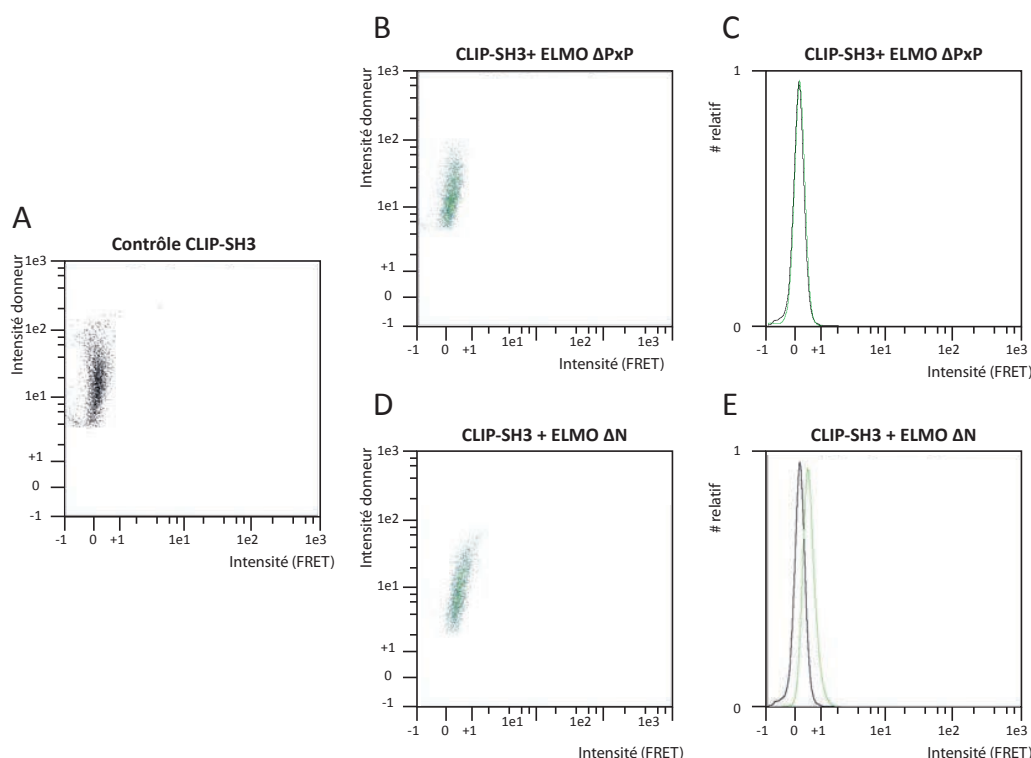 A
Contrôle CLIP-SH3
Intensité donneur
1e3
1e2
1e1
+1
0
-1
-1 0 +1 1e1 1e2 1e3
Intensité (FRET)
B
CLIP-SH3+ ELMO ΔPxP
Intensité donneur
1e3
1e2
1e1
+1
0
-1
-1 0 +1 1e1 1e2 1e3
Intensité (FRET)
C
CLIP-SH3+ ELMO ΔPxP
# relatif
1
0
-1 0 +1 1e1 1e2 1e3
Intensité (FRET)
D
CLIP-SH3 + ELMO ΔN
Intensité donneur
1e3
1e2
1e1
+1
0
-1
-1 0 +1 1e1 1e2 1e3
Intensité (FRET)
E
CLIP-SH3 + ELMO ΔN
# relatif
1
0
-1 0 +1 1e1 1e2 1e3
Intensité (FRET)